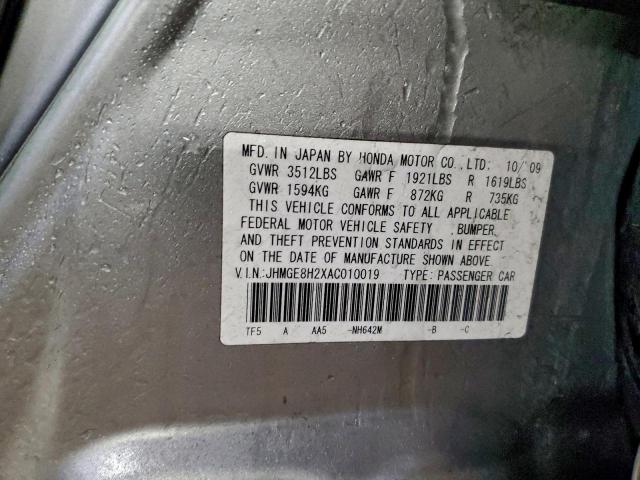 MFD. IN JAPAN BY HONDA MOTOR CO.,LTD. 10/'09
GVWR 3512LBS GAWR F 1921LBS R 1619LBS
GVWR 1594KG GAWR F 872KG R 735KG
THIS VEHICLE CONFORMS TO ALL APPLICABLE
FEDERAL MOTOR VEHICLE SAFETY , BUMPER,
AND THEFT PREVENTION STANDARDS IN EFFECT
ON THE DATE OF MANUFACTURE SHOWN ABOVE.
V.I.N:JHMGE8H2XAC010019 TYPE: PASSENGER CAR
TF5 A AA5 -NH642M -B -C